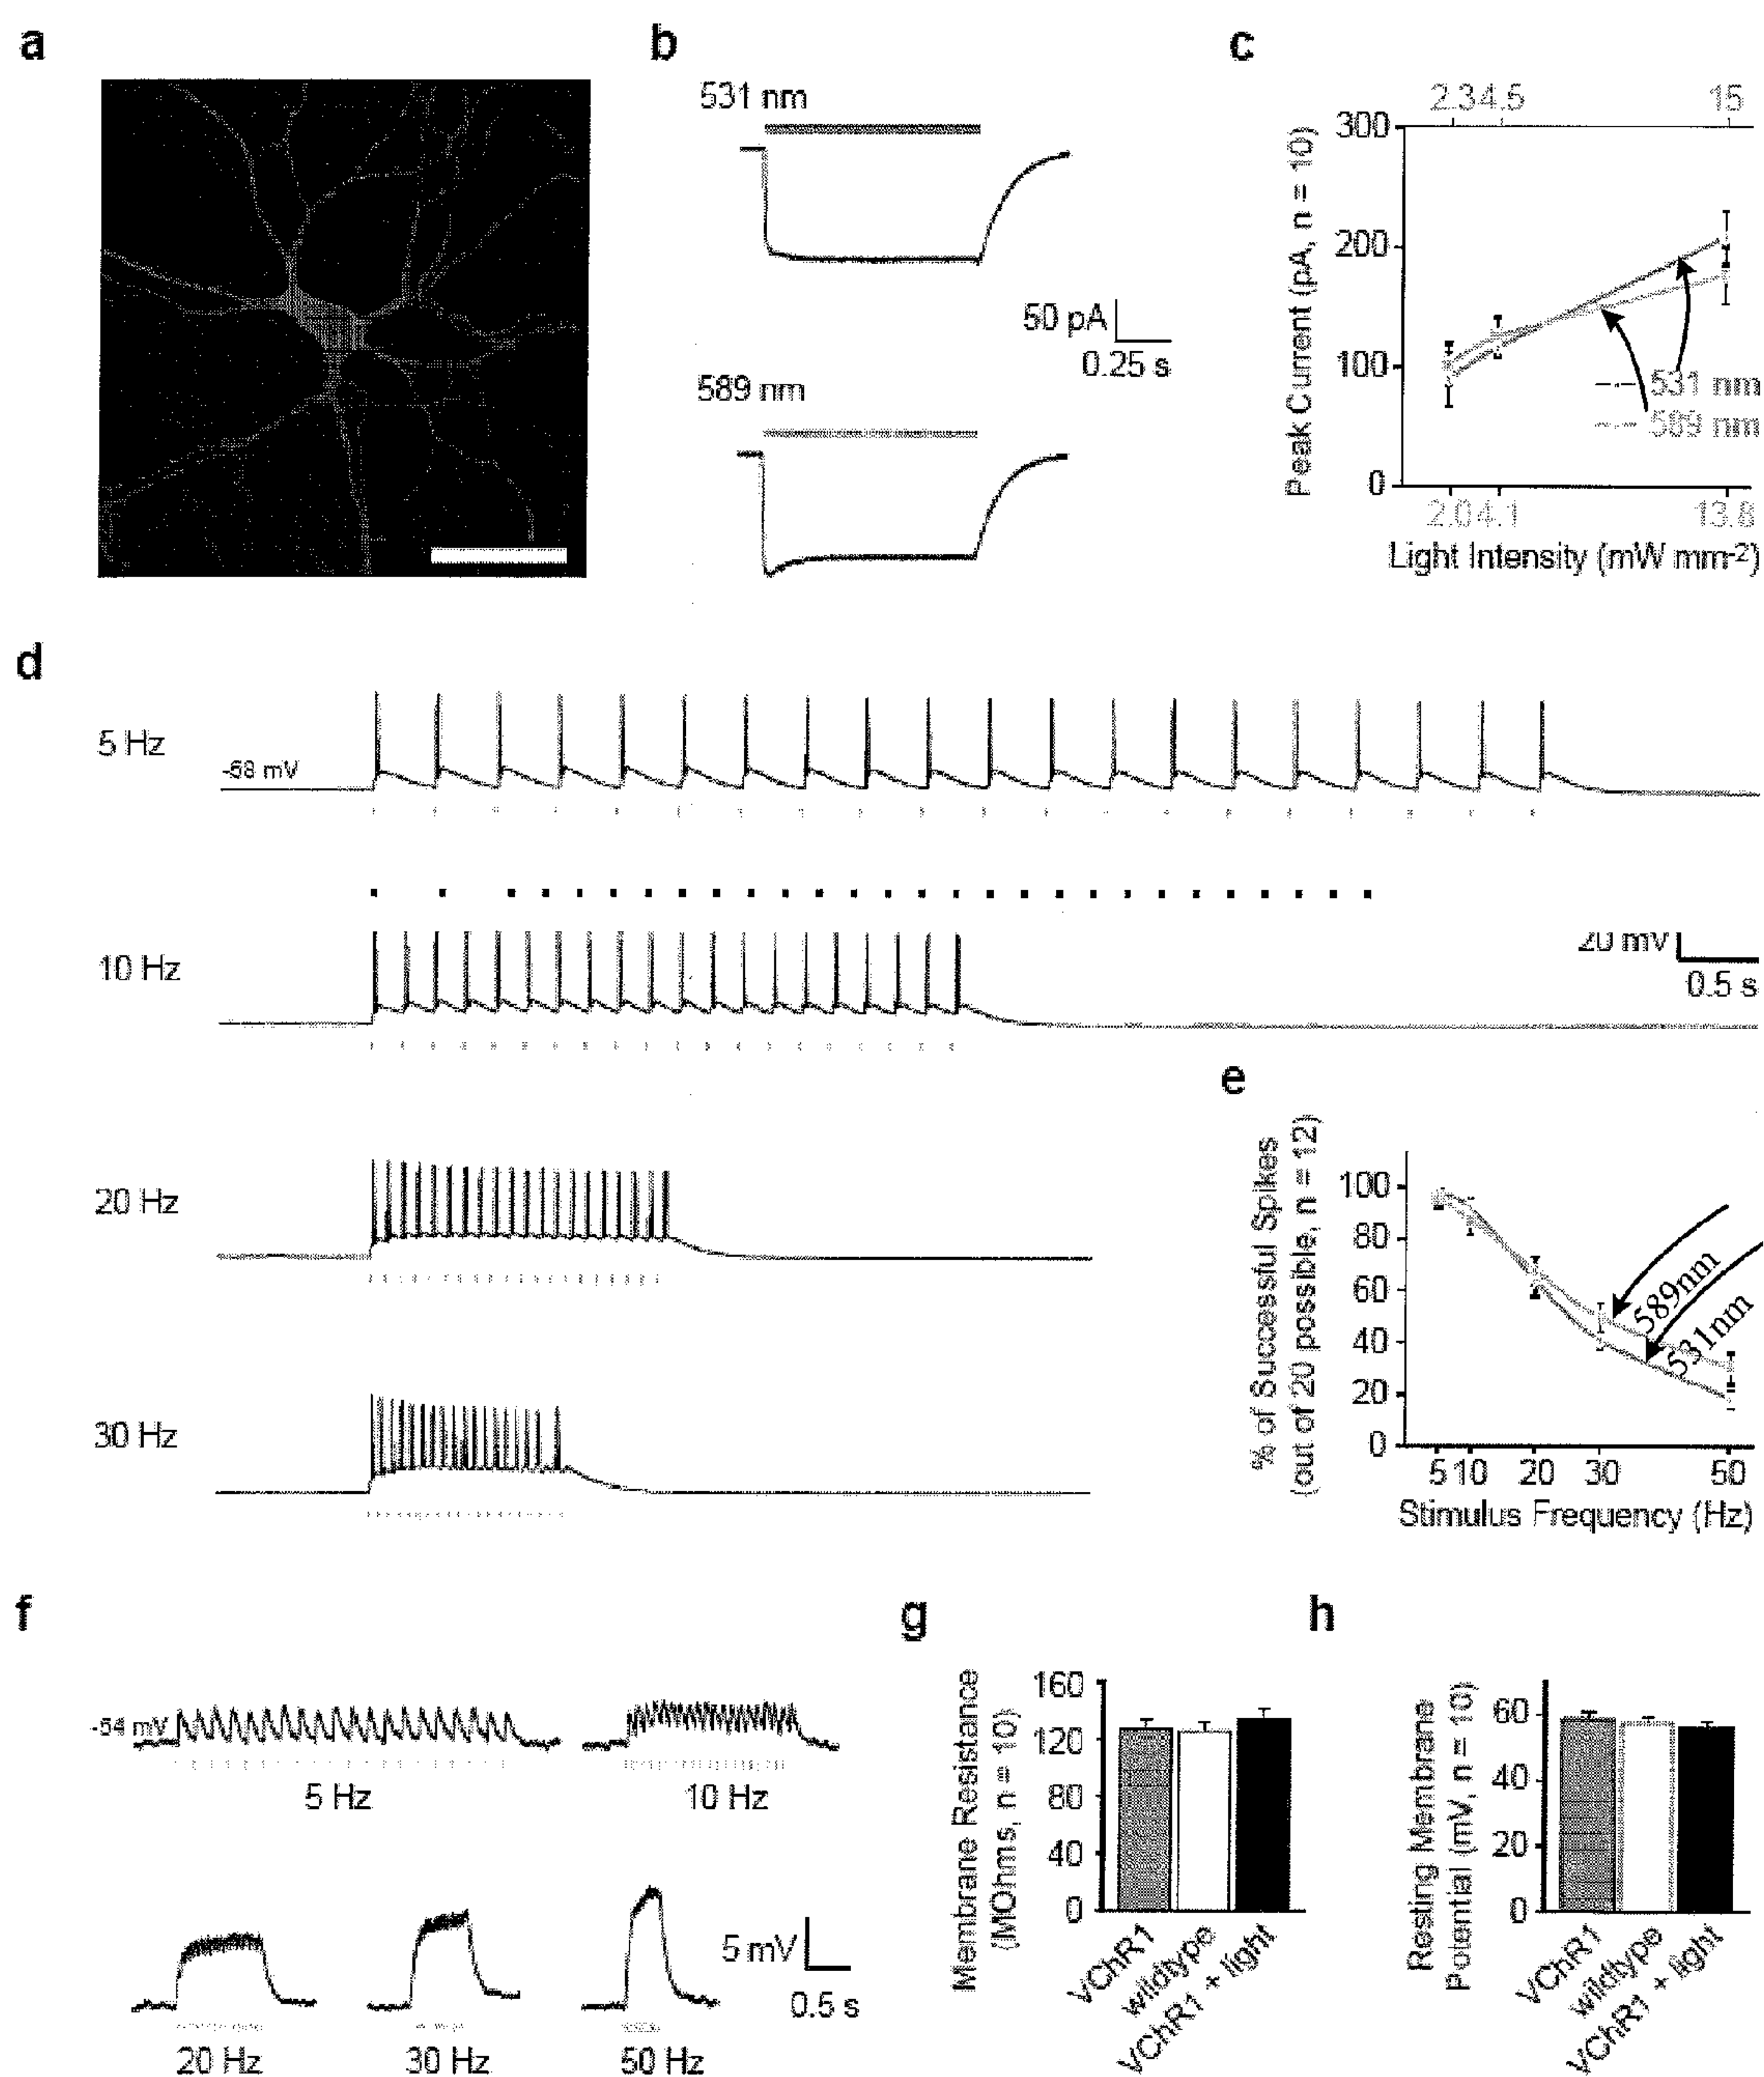 a
b
c
531 nm
50 pA
0.25 s
589 nm
2.3 4.5 15
300
200
100
0
Peak Current (pA, n = 10)
531 nm
589 nm
2.0 4.1 13.8
Light Intensity (mW mm-2)
d
5 Hz
-58 mV
10 Hz
20 mV
0.5 s
20 Hz
30 Hz
e
% of Successful Spikes
(out of 20 possible, n = 12)
100
80
60
40
20
0
589nm
531nm
5 10 20 30 50
Stimulus Frequency (Hz)
f
-54 mV
5 Hz
10 Hz
5 mV
0.5 s
20 Hz
30 Hz
50 Hz
g
Membrane Resistance
(MOhms, n = 10)
160
120
80
40
0
VChR1
wildtype
VChR1 + light
h
Resting Membrane
Potential (mV, n = 10)
60
40
20
0
VChR1
wildtype
VChR1 + light